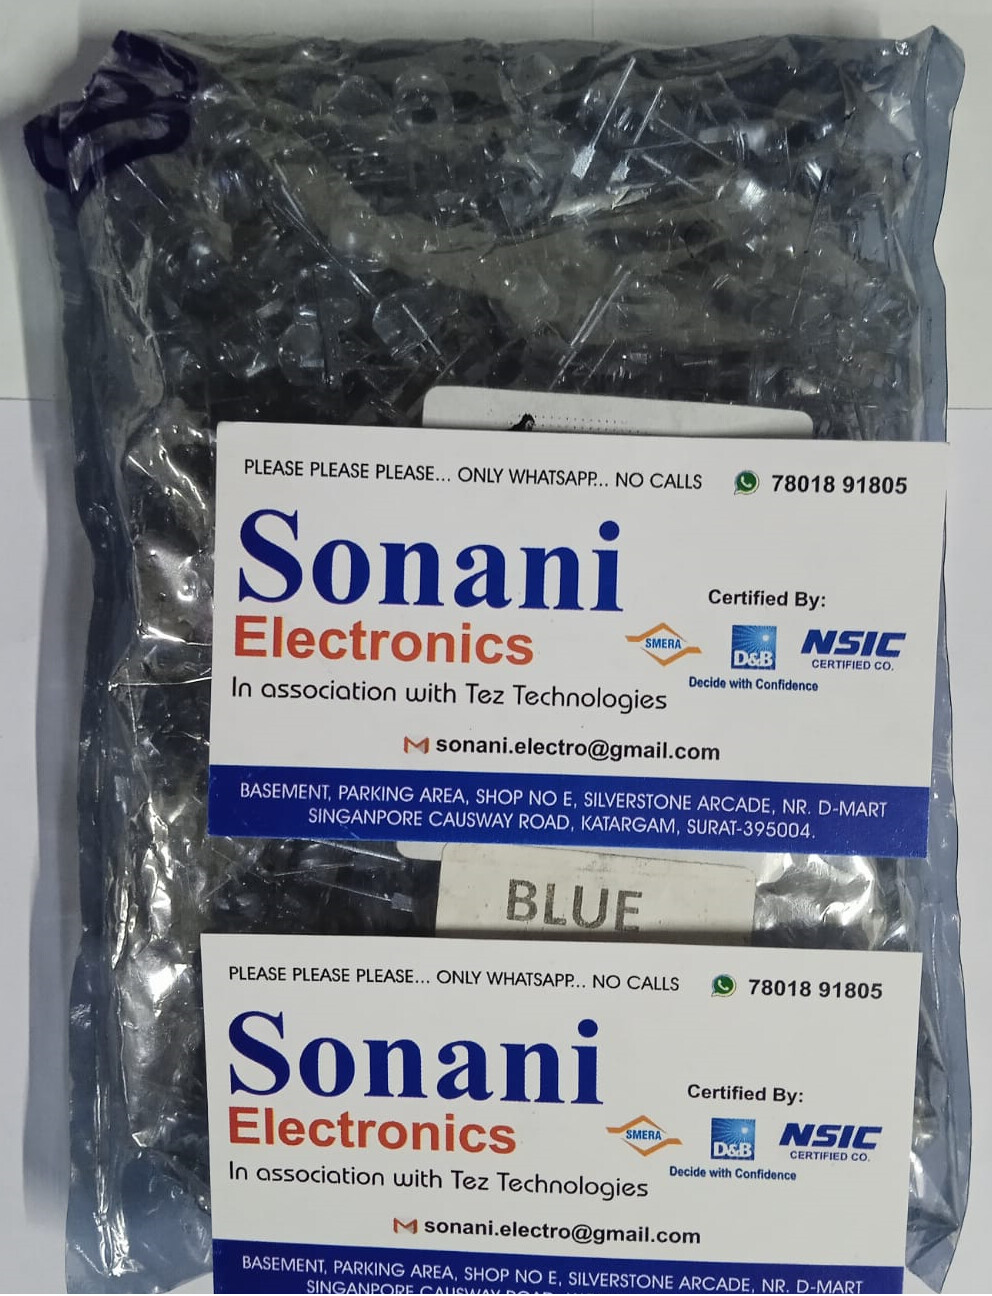 PLEASE PLEASE PLEASE... ONLY WHATSAPP... NO CALLS 78018 91805
Sonani
Electronics
In association with Tez Technologies
Certified By:
SMERA
D&B
Decide with Confidence
NSIC
CERTIFIED CO.
sonani.electro@gmail.com
BASEMENT, PARKING AREA, SHOP NO E, SILVERSTONE ARCADE, NR. D-MART
SINGANPORE CAUSWAY ROAD, KATARGAM, SURAT-395004.
BLUE
PLEASE PLEASE PLEASE... ONLY WHATSAPP... NO CALLS 78018 91805
Sonani
Electronics
In association with Tez Technologies
Certified By:
SMERA
D&B
Decide with Confidence
NSIC
CERTIFIED CO.
sonani.electro@gmail.com
BASEMENT, PARKING AREA, SHOP NO E, SILVERSTONE ARCADE, NR. D-MART
SINGANPORE CAUSWAY ROAD,